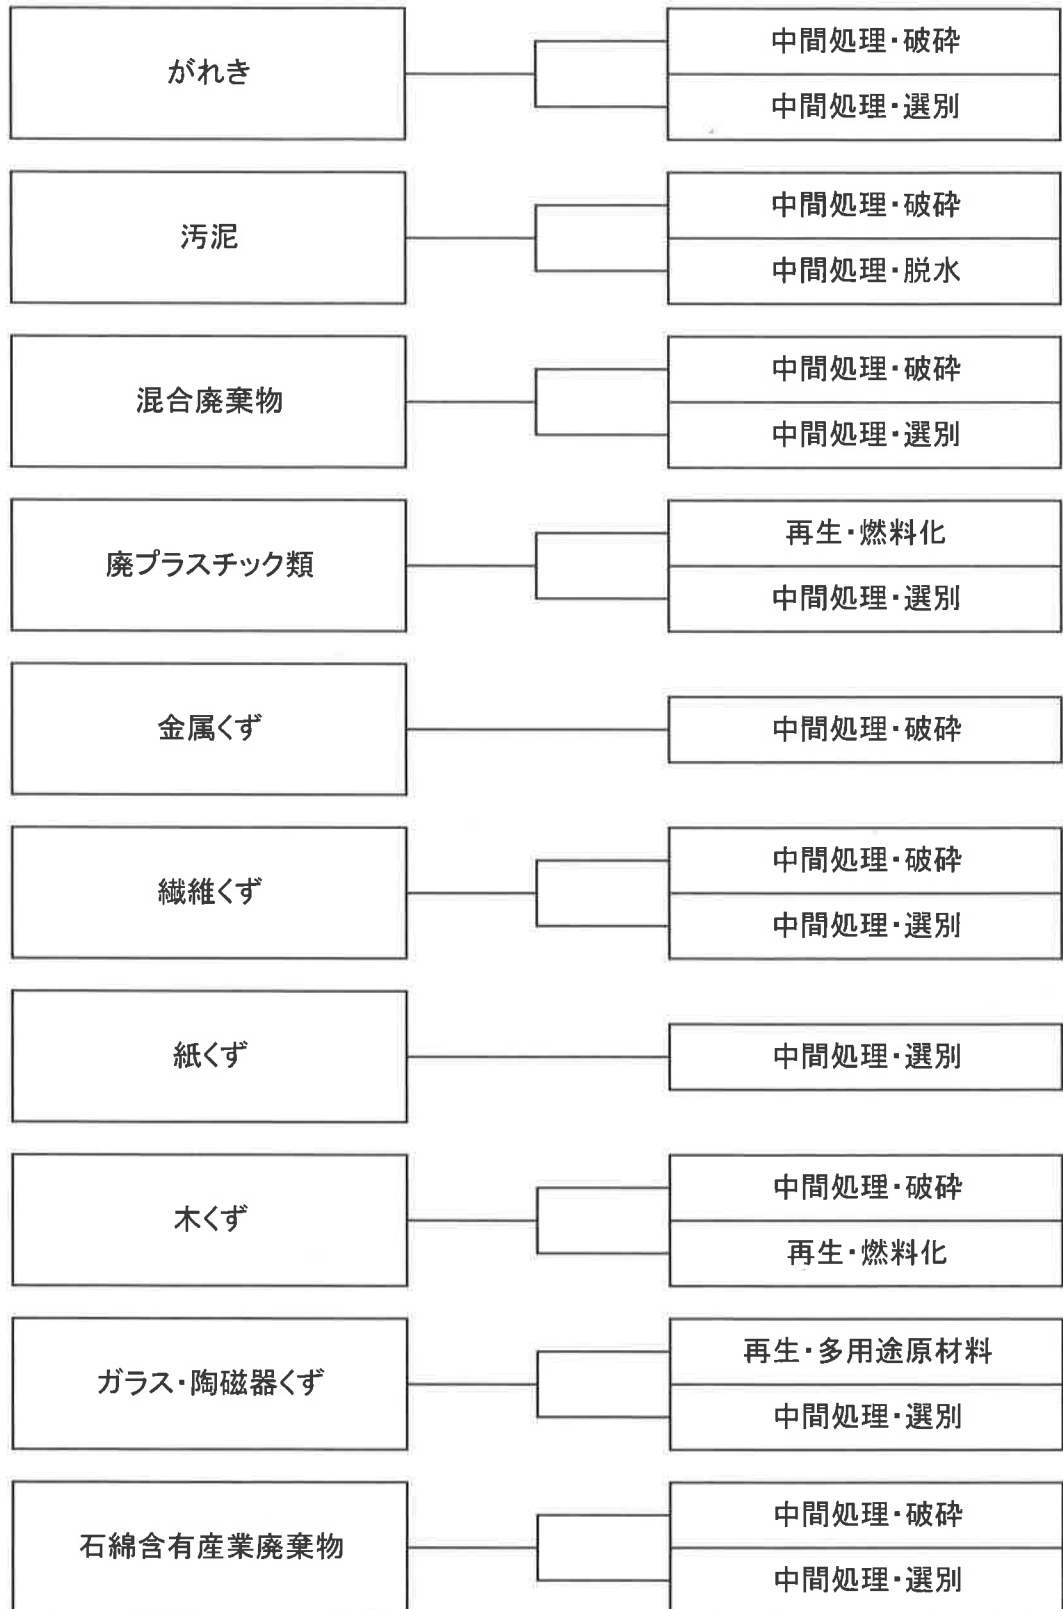 がれき
中間処理・破砕
中間処理・選別
汚泥
中間処理・破砕
中間処理・脱水
混合廃棄物
中間処理・破砕
中間処理・選別
廃プラスチック類
再生・燃料化
中間処理・選別
金属くず
中間処理・破砕
繊維くず
中間処理・破砕
中間処理・選別
紙くず
中間処理・選別
木くず
中間処理・破砕
再生・燃料化
ガラス・陶磁器くず
再生・多用途原材料
中間処理・選別
石綿含有産業廃棄物
中間処理・破砕
中間処理・選別